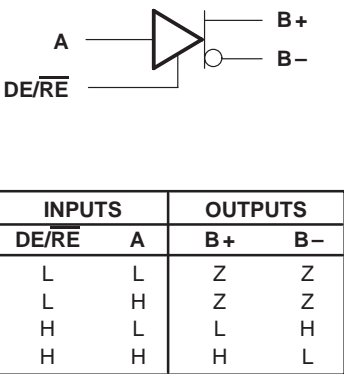 A
B+
B–
DE/RE
INPUTS OUTPUTS
DE/RE A B+ B–
L L Z Z
L H Z Z
H L L H
H H H L